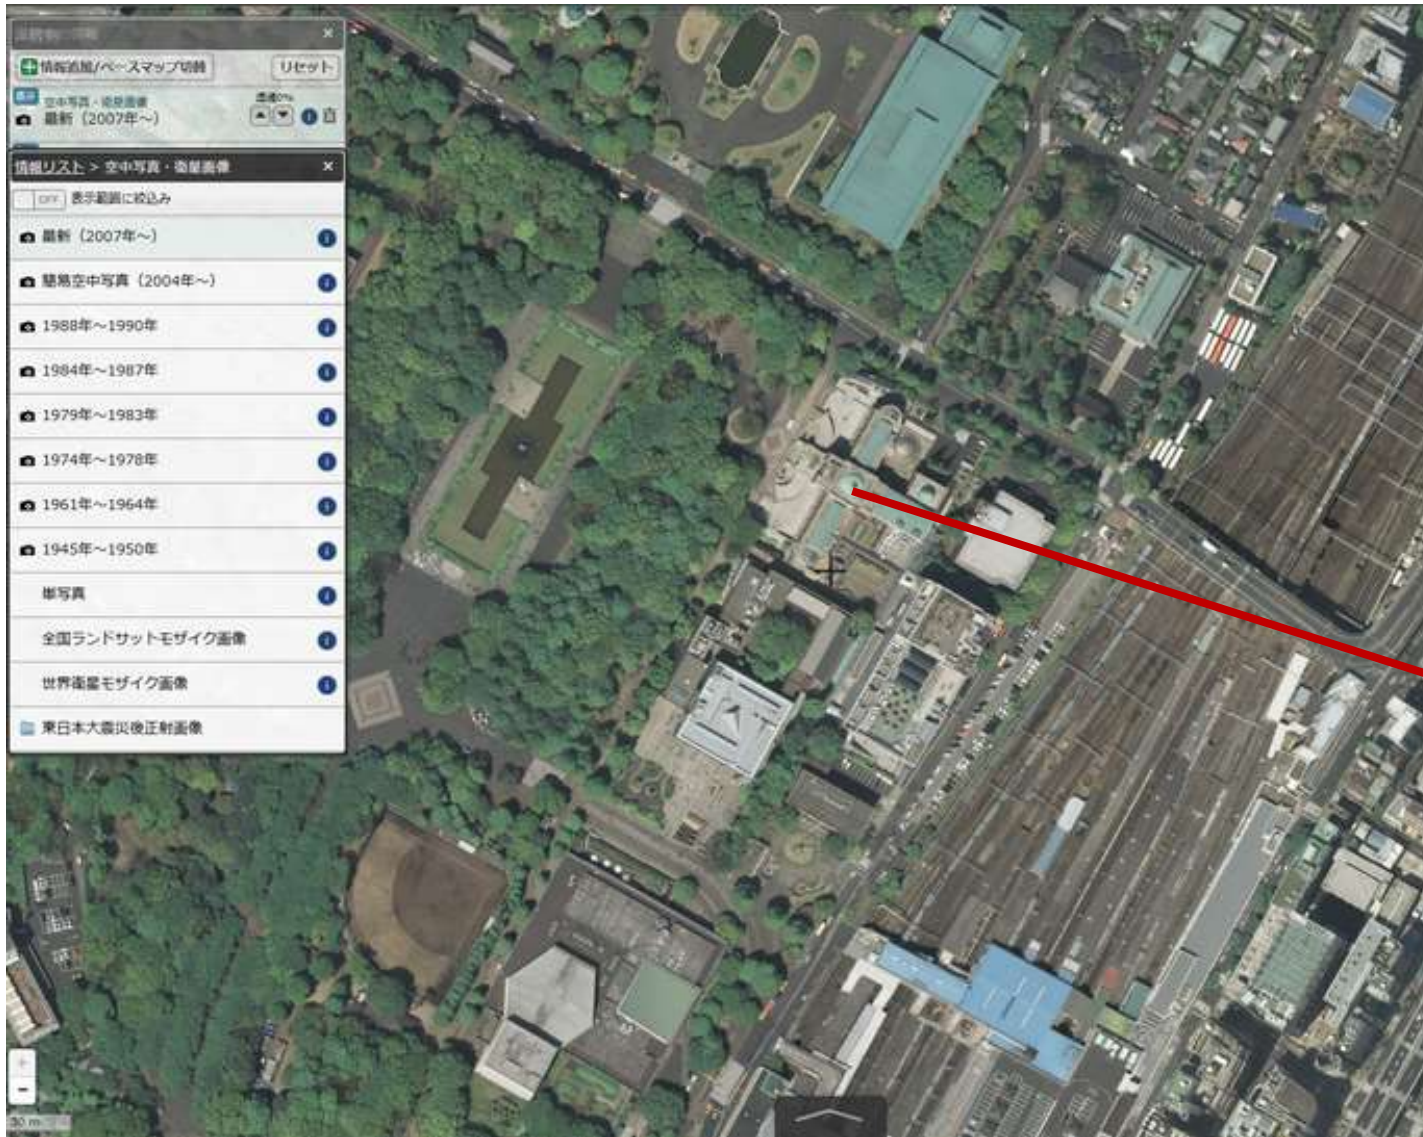 ×
情報追加/ベースマップ切替
リセット
表示
空中写真・衛星画像
透過0%
最新（2007年～）
情報リスト > 空中写真・衛星画像
×
OFF
表示範囲に絞込み
最新（2007年～）
簡易空中写真（2004年～）
1988年～1990年
1984年～1987年
1979年～1983年
1974年～1978年
1961年～1964年
1945年～1950年
単写真
全国ランドサットモザイク画像
世界衛星モザイク画像
東日本大震災後正射画像
+
-
30 m